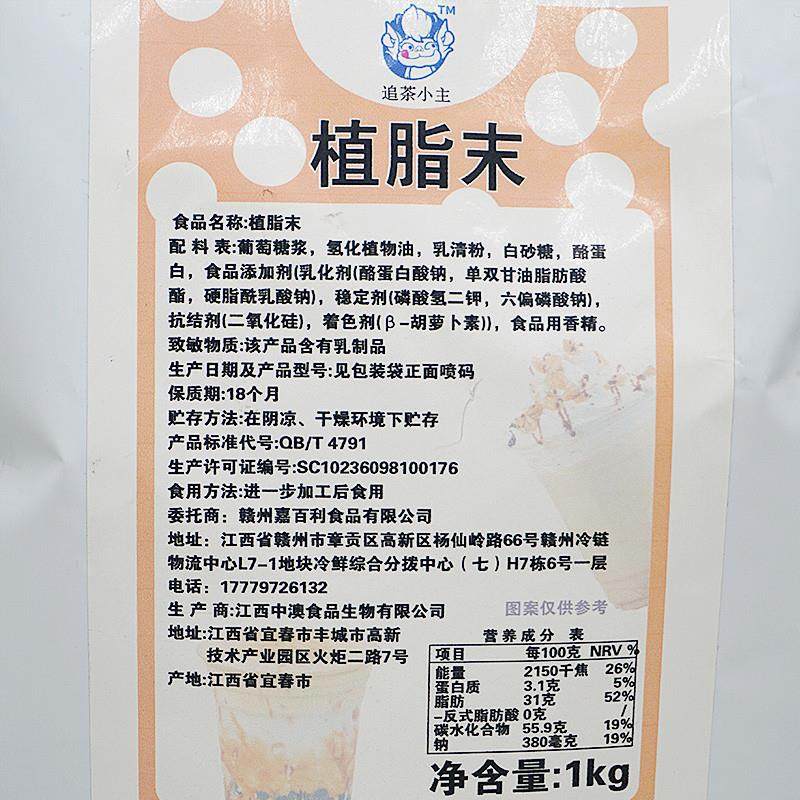 TM
追茶小主
植脂末
食品名称:植脂末
配 料 表:葡萄糖浆，氢化植物油，乳清粉，白砂糖，酪蛋
白，食品添加剂(乳化剂(酪蛋白酸钠，单双甘油脂肪酸
酯，硬脂酰乳酸钠)，稳定剂(磷酸氢二钾，六偏磷酸钠)，
抗结剂(二氧化硅)，着色剂(β-胡萝卜素))，食品用香精。
致敏物质:该产品含有乳制品
生产日期及产品型号:见包装袋正面喷码
保质期:18个月
贮存方法:在阴凉、干燥环境下贮存
产品标准代号:QB/T 4791
生产许可证编号:SC10236098100176
食用方法:进一步加工后食用
委托商：赣州嘉百利食品有限公司
地址：江西省赣州市章贡区高新区杨仙岭路66号赣州冷链
物流中心L7-1地块冷鲜综合分拨中心（七）H7栋6号一层
电话：17779726132
生 产 商:江西中澳食品生物有限公司
图案仅供参考
地址:江西省宜春市丰城市高新
技术产业园区火炬二路7号
产地:江西省宜春市
营 养 成 分 表
项目 每100克 NRV %
能量 2150千焦 26%
蛋白质 3.1克 5%
脂肪 31克 52%
-反式脂肪酸 0克 /
碳水化合物 55.9克 19%
钠 380毫克 19%
净含量:1kg